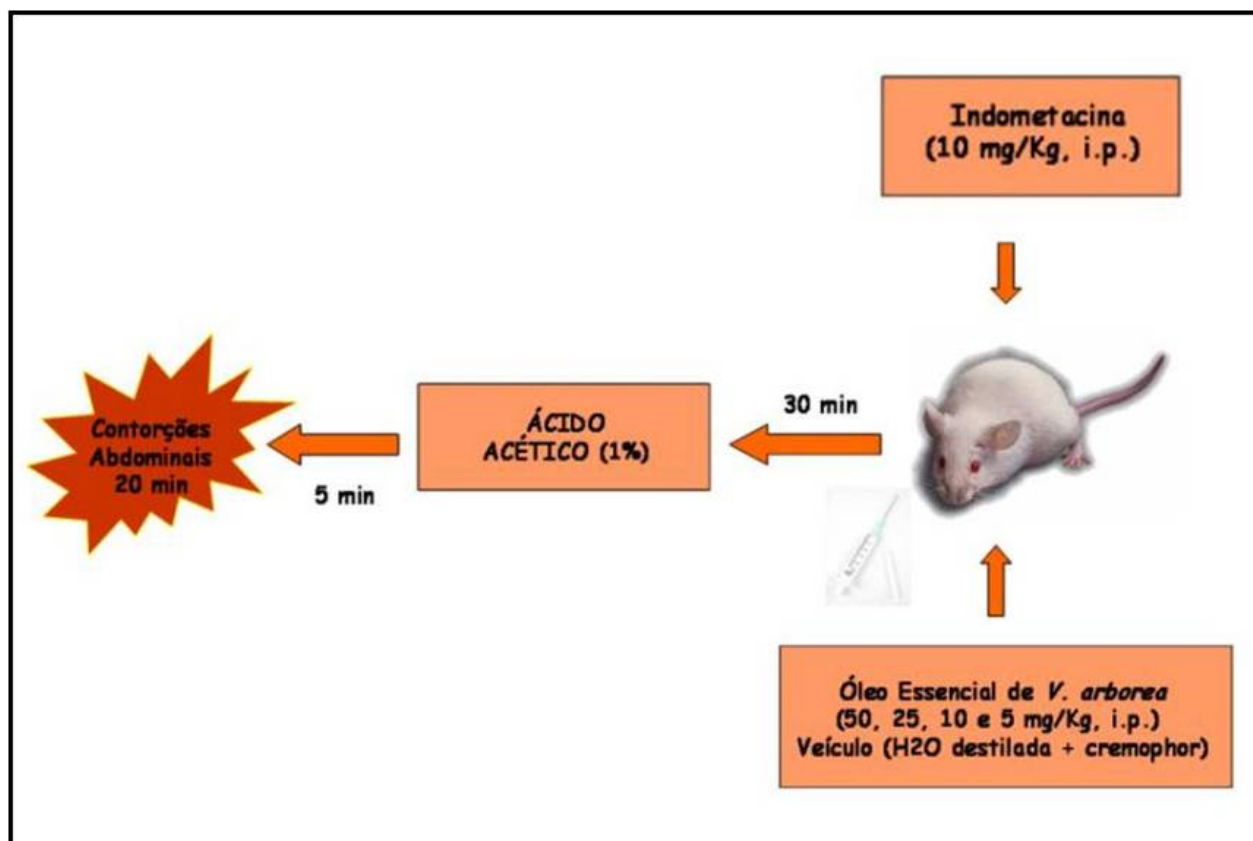 Indometacina
(10 mg/Kg, i.p.)
30 min
ÁCIDO
ACÉTICO (1%)
5 min
Contorções
Abdominais
20 min
Óleo Essencial de V. arborea
(50, 25, 10 e 5 mg/Kg, i.p.)
Veículo (H2O destilada + cremophor)